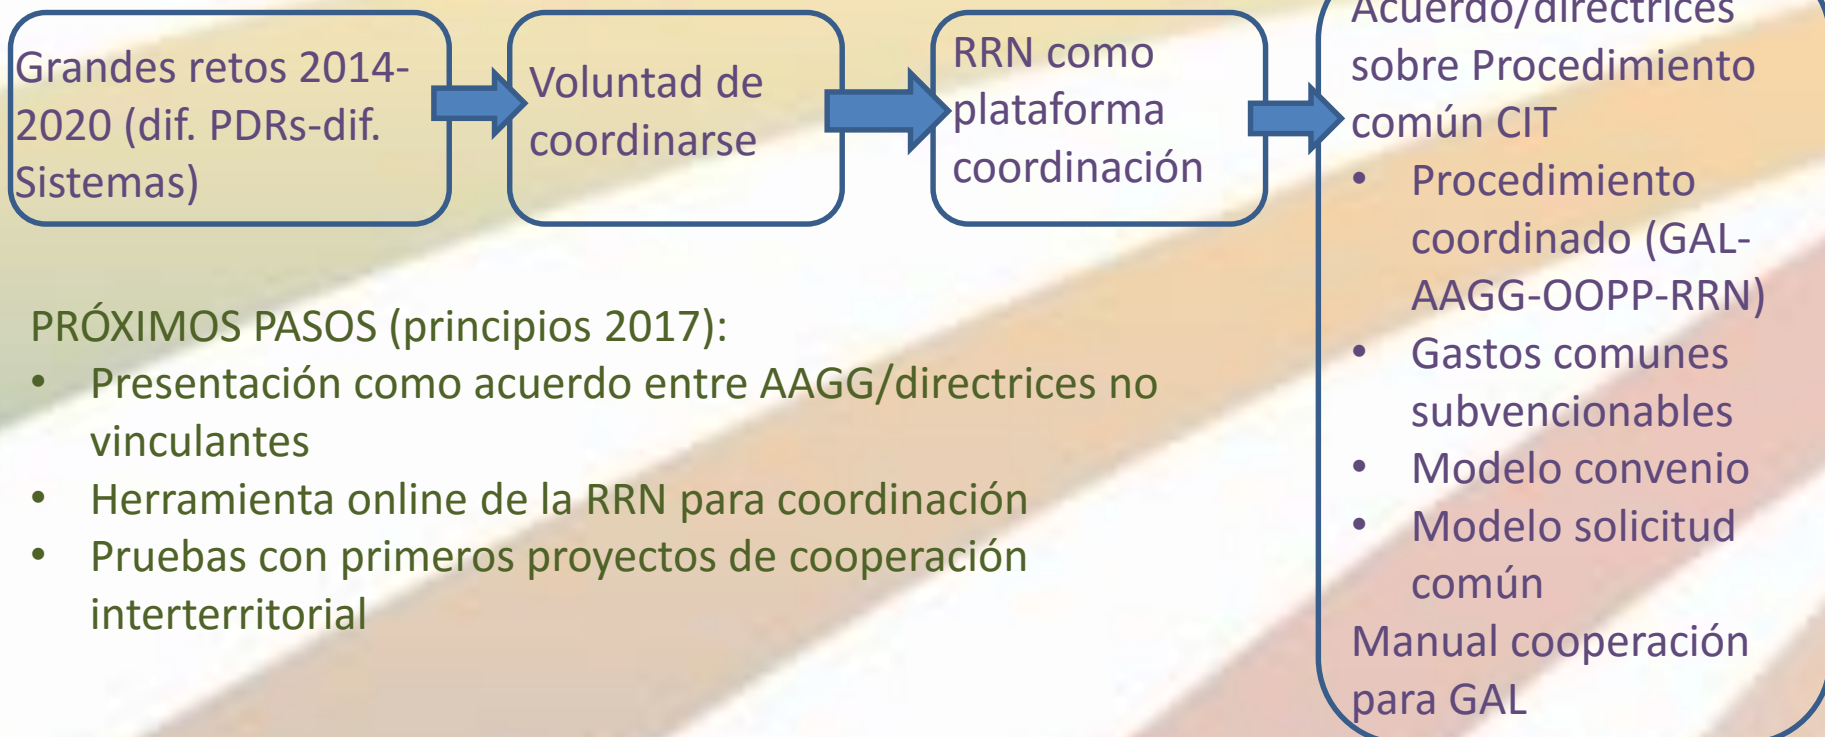 Grandes retos 2014-
2020 (dif. PDRs-dif.
Sistemas)
Voluntad de
coordinarse
RRN como
plataforma
coordinación
Acuerdo/directrices
sobre Procedimiento
común CIT
• Procedimiento
coordinado (GAL-
AAGG-OOPP-RRN)
• Gastos comunes
subvencionables
• Modelo convenio
• Modelo solicitud
común
Manual cooperación
para GAL
PRÓXIMOS PASOS (principios 2017):
• Presentación como acuerdo entre AAGG/directrices no
vinculantes
• Herramienta online de la RRN para coordinación
• Pruebas con primeros proyectos de cooperación
interterritorial